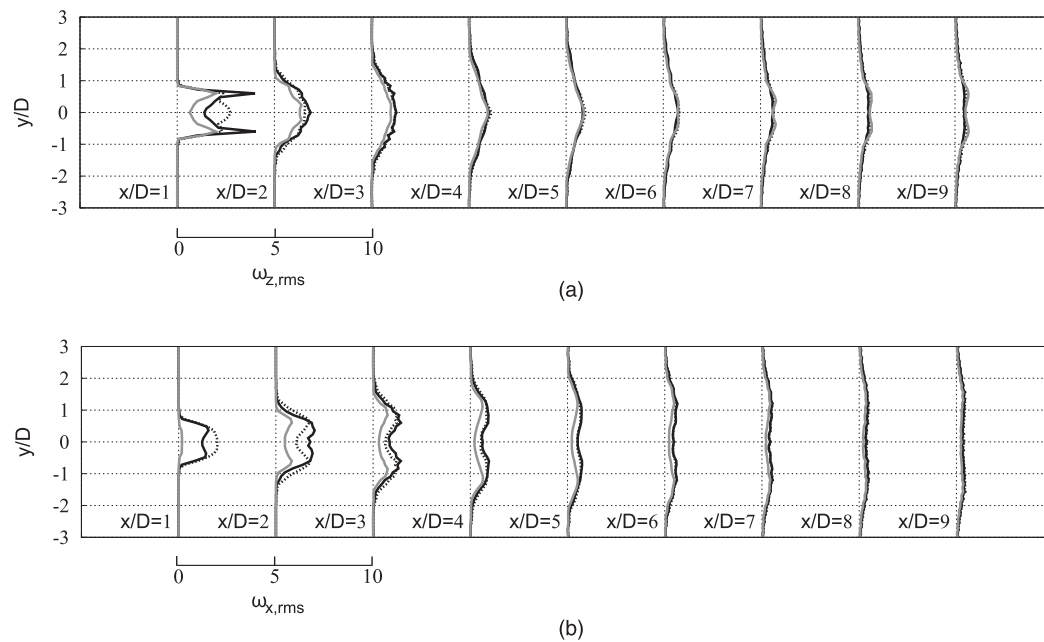 3
2
1
0
-1
-2
-3
y/D
x/D=1 x/D=2 x/D=3 x/D=4 x/D=5 x/D=6 x/D=7 x/D=8 x/D=9
0 5 10
ωz,rms
(a)
3
2
1
0
-1
-2
-3
y/D
x/D=1 x/D=2 x/D=3 x/D=4 x/D=5 x/D=6 x/D=7 x/D=8 x/D=9
0 5 10
ωx,rms
(b)